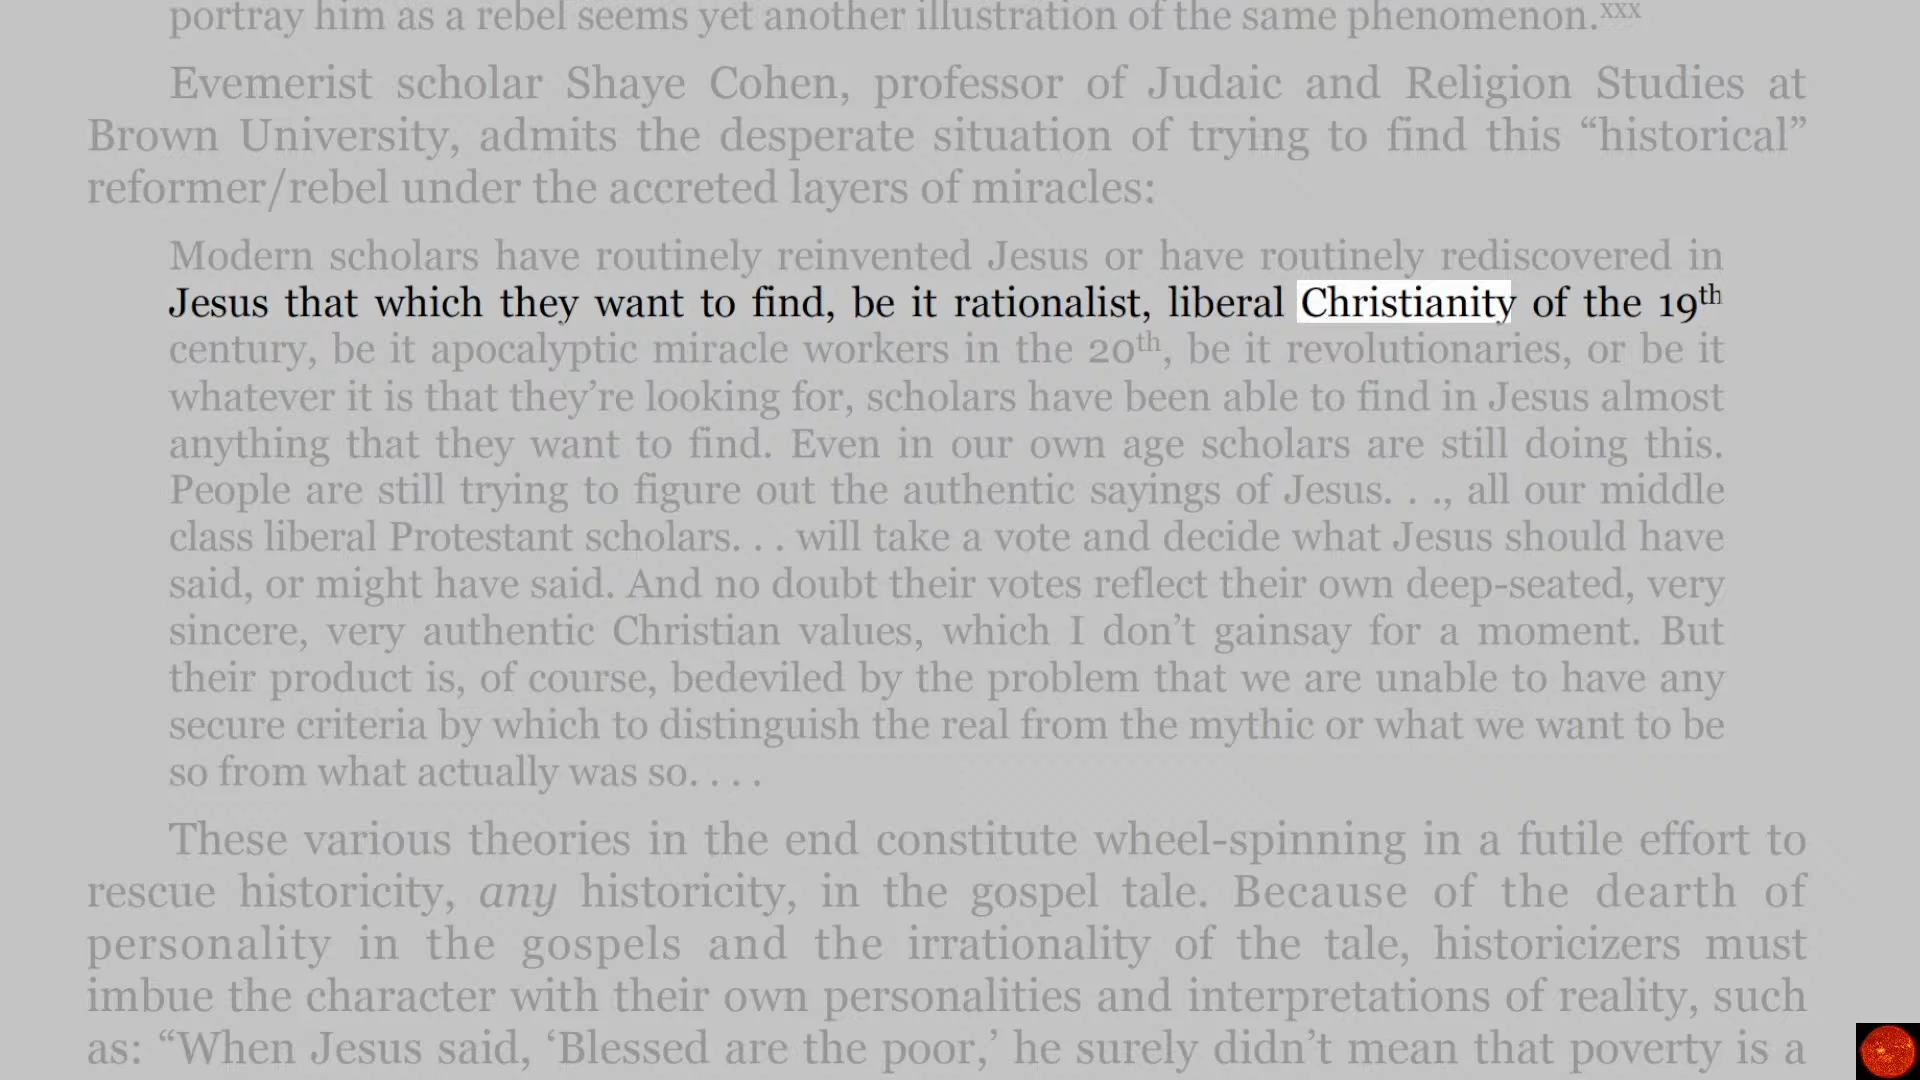 portray him as a rebel seems yet another illustration of the same phenomenon.xxx
Evemerist scholar Shaye Cohen, professor of Judaic and Religion Studies at
Brown University, admits the desperate situation of trying to find this “historical”
reformer/rebel under the accreted layers of miracles:
Modern scholars have routinely reinvented Jesus or have routinely rediscovered in
Jesus that which they want to find, be it rationalist, liberal Christianity of the 19th
century, be it apocalyptic miracle workers in the 20th, be it revolutionaries, or be it
whatever it is that they’re looking for, scholars have been able to find in Jesus almost
anything that they want to find. Even in our own age scholars are still doing this.
People are still trying to figure out the authentic sayings of Jesus. . ., all our middle
class liberal Protestant scholars. . . will take a vote and decide what Jesus should have
said, or might have said. And no doubt their votes reflect their own deep-seated, very
sincere, very authentic Christian values, which I don’t gainsay for a moment. But
their product is, of course, bedeviled by the problem that we are unable to have any
secure criteria by which to distinguish the real from the mythic or what we want to be
so from what actually was so. . . .
These various theories in the end constitute wheel-spinning in a futile effort to
rescue historicity, any historicity, in the gospel tale. Because of the dearth of
personality in the gospels and the irrationality of the tale, historicizers must
imbue the character with their own personalities and interpretations of reality, such
as: “When Jesus said, ‘Blessed are the poor,’ he surely didn’t mean that poverty is a